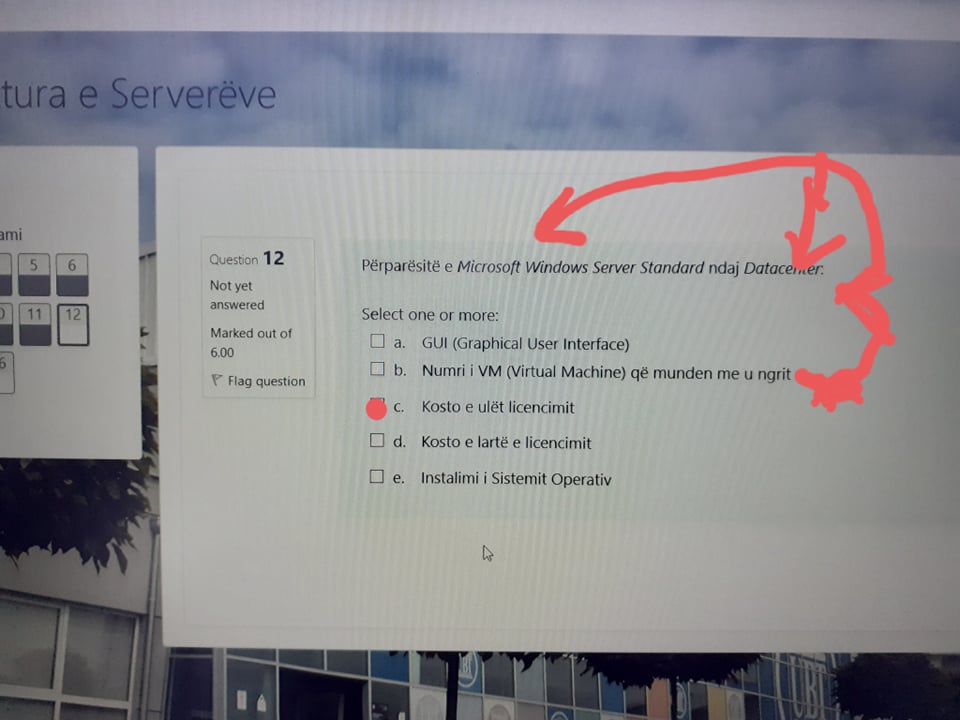 tura e Serverëve
ami
5 6
11 12
6
Question 12
Not yet
answered
Marked out of
6.00
Flag question
Përparësitë e Microsoft Windows Server Standard ndaj Datacenter:
Select one or more:
a. GUI (Graphical User Interface)
b. Numri i VM (Virtual Machine) që munden me u ngrit
c. Kosto e ulët licencimit
d. Kosto e lartë e licencimit
e. Instalimi i Sistemit Operativ